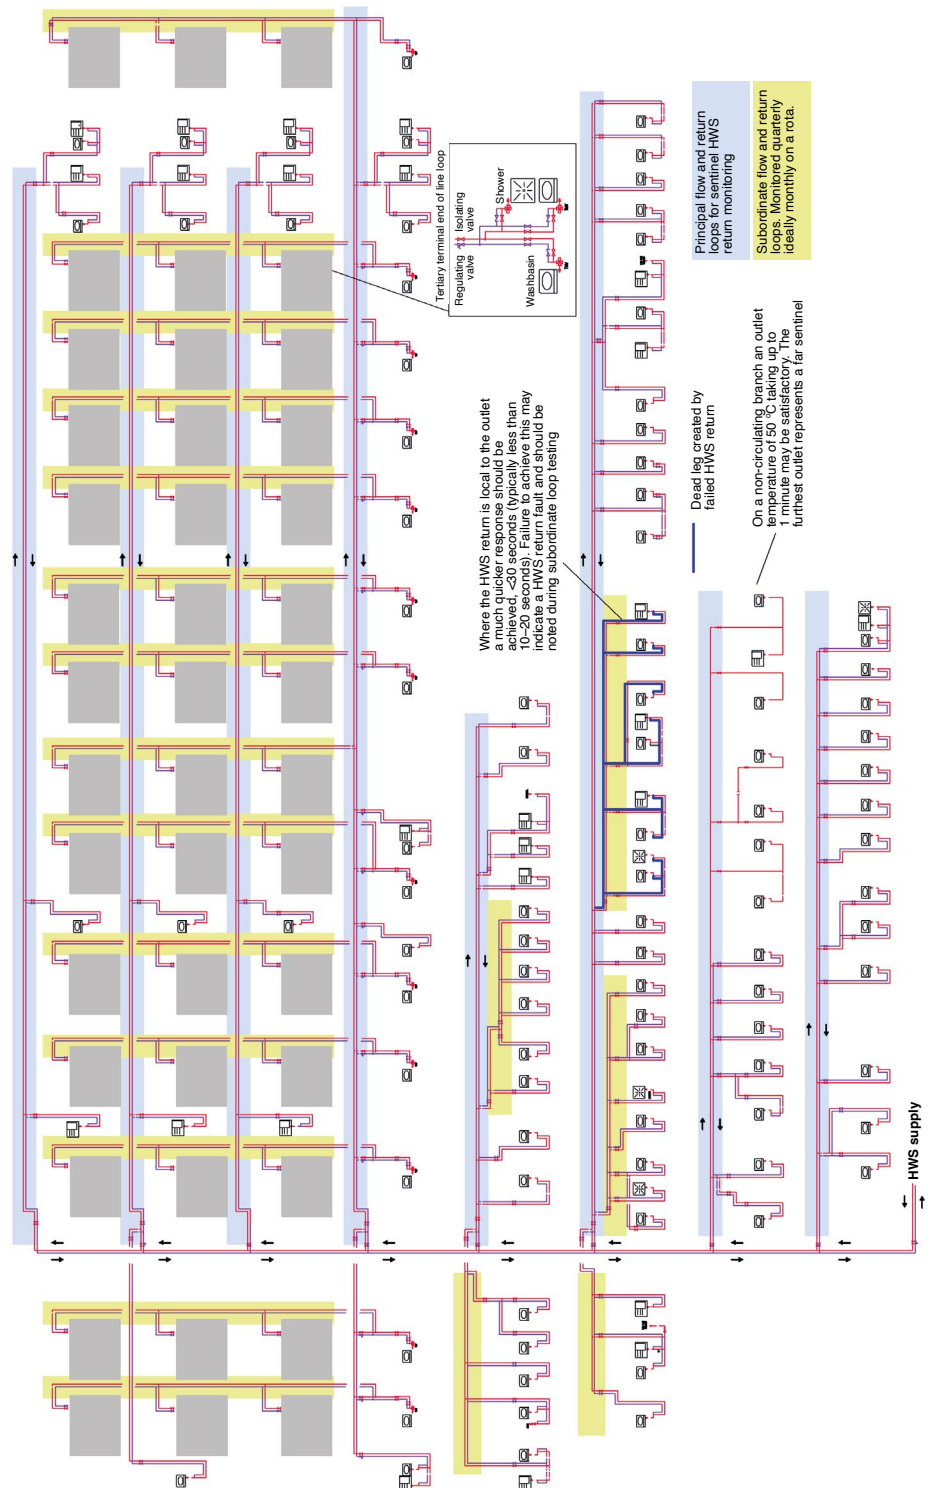 Tertiary terminal end of line loop
Regulating valve
Isolating valve
Shower
Washbasin
Principal flow and return
loops for sentinel HWS
return monitoring
Subordinate flow and return
loops. Monitored quarterly
ideally monthly on a rota.
Where the HWS return is local to the outlet
a much quicker response should be
achieved, <30 seconds (typically less than
10–20 seconds). Failure to achieve this may
indicate a HWS return fault and should be
noted during subordinate loop testing
Dead leg created by
failed HWS return
On a non-circulating branch an outlet
temperature of 50 °C taking up to
1 minute may be satisfactory. The
furthest outlet represents a far sentinel
HWS supply